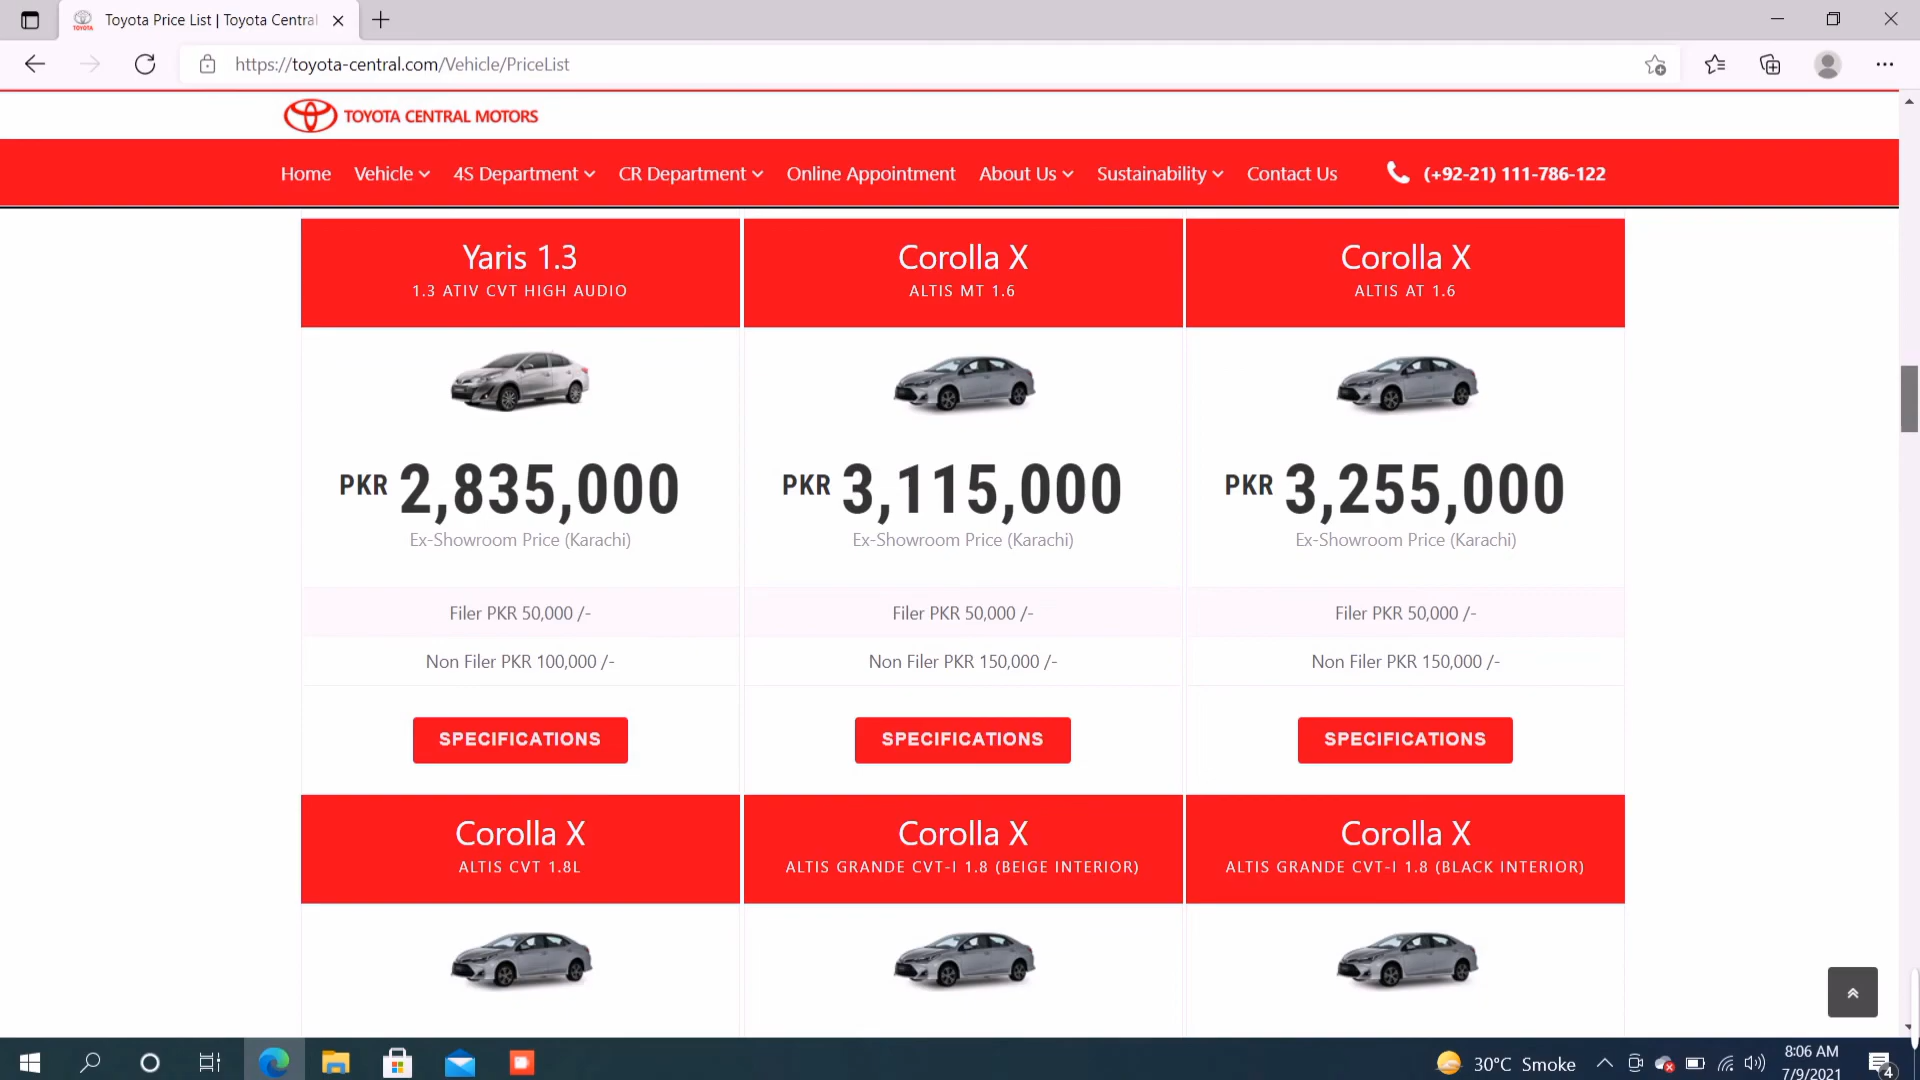 Toyota Price List | Toyota Central
https://toyota-central.com/Vehicle/PriceList
TOYOTA CENTRAL MOTORS
Home Vehicle 4S Department CR Department Online Appointment About Us Sustainability Contact Us (+92-21) 111-786-122
Yaris 1.3
1.3 ATIV CVT HIGH AUDIO
PKR 2,835,000
Ex-Showroom Price (Karachi)
Filer PKR 50,000 /-
Non Filer PKR 100,000 /-
SPECIFICATIONS
Corolla X
ALTIS MT 1.6
PKR 3,115,000
Ex-Showroom Price (Karachi)
Filer PKR 50,000 /-
Non Filer PKR 150,000 /-
SPECIFICATIONS
Corolla X
ALTIS AT 1.6
PKR 3,255,000
Ex-Showroom Price (Karachi)
Filer PKR 50,000 /-
Non Filer PKR 150,000 /-
SPECIFICATIONS
Corolla X
ALTIS CVT 1.8L
Corolla X
ALTIS GRANDE CVT-I 1.8 (BEIGE INTERIOR)
Corolla X
ALTIS GRANDE CVT-I 1.8 (BLACK INTERIOR)
30°C Smoke
8:06 AM
7/9/2021
4